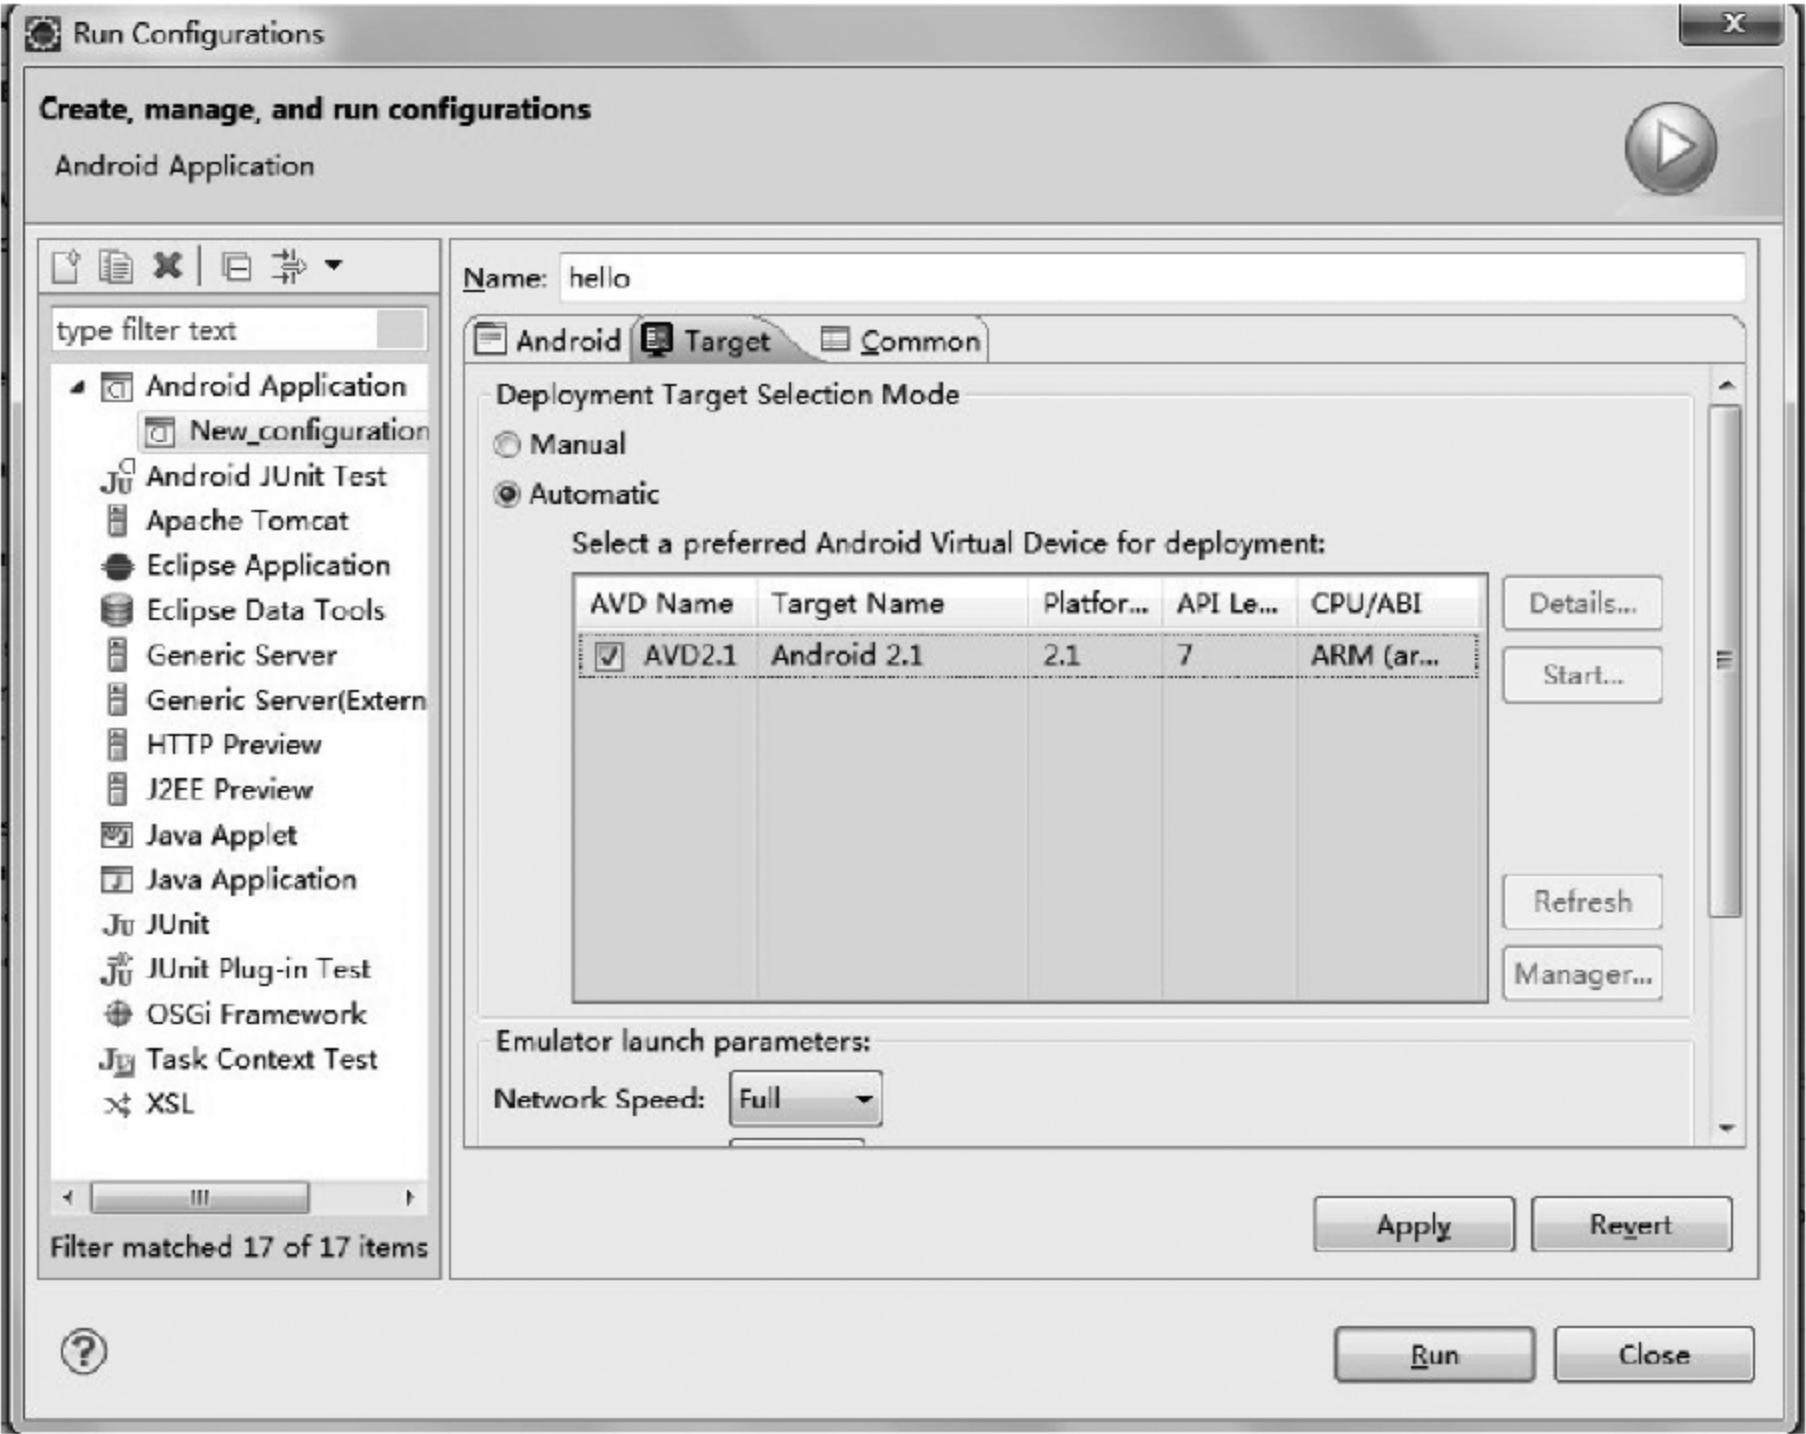 Run Configurations
x
Create, manage, and run configurations
Android Application
type filter text
Android Application
New_configuration
Android JUnit Test
Apache Tomcat
Eclipse Application
Eclipse Data Tools
Generic Server
Generic Server(Extern
HTTP Preview
J2EE Preview
Java Applet
Java Application
JUnit
JUnit Plug-in Test
OSGi Framework
Task Context Test
XSL
Filter matched 17 of 17 items
Name: hello
Android Target Common
Deployment Target Selection Mode
Manual
Automatic
Select a preferred Android Virtual Device for deployment:
AVD Name Target Name Platfor... API Le... CPU/ABI
AVD2.1 Android 2.1 2.1 7 ARM (ar...
Details...
Start...
Refresh
Manager...
Emulator launch parameters:
Network Speed: Full
Apply Revert
? Run Close